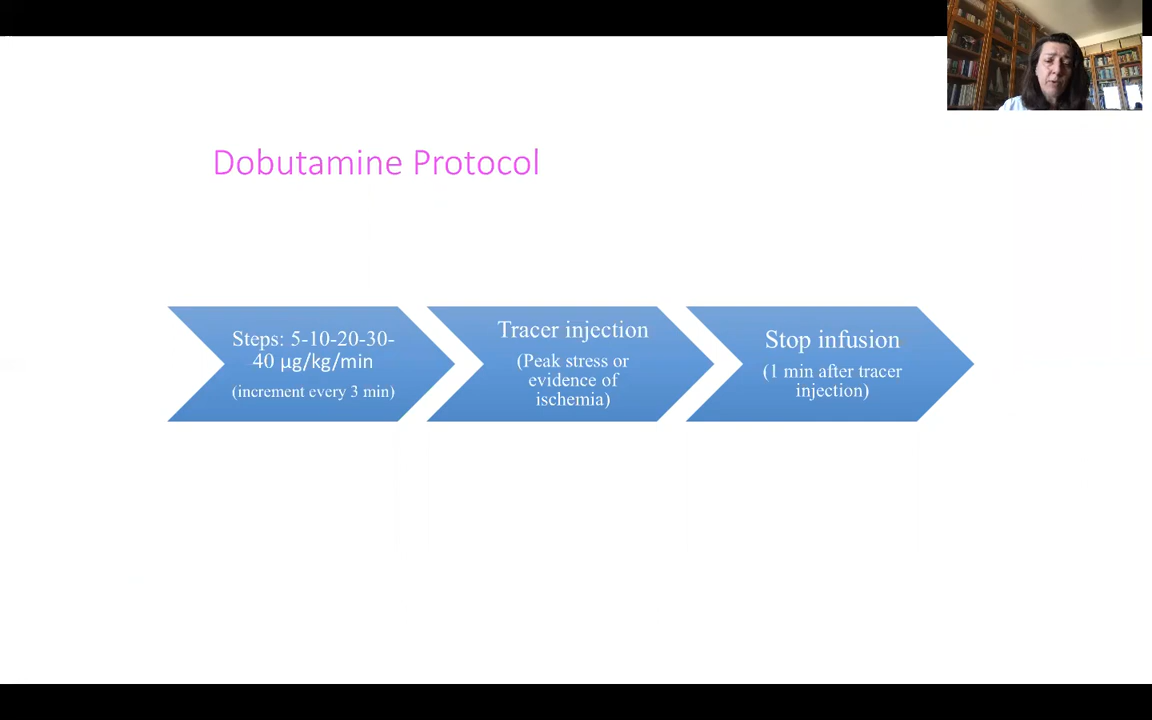 Dobutamine Protocol
Steps: 5-10-20-30-
40 µg/kg/min
(increment every 3 min)
Tracer injection
(Peak stress or
evidence of
ischemia)
Stop infusion
(1 min after tracer
injection)